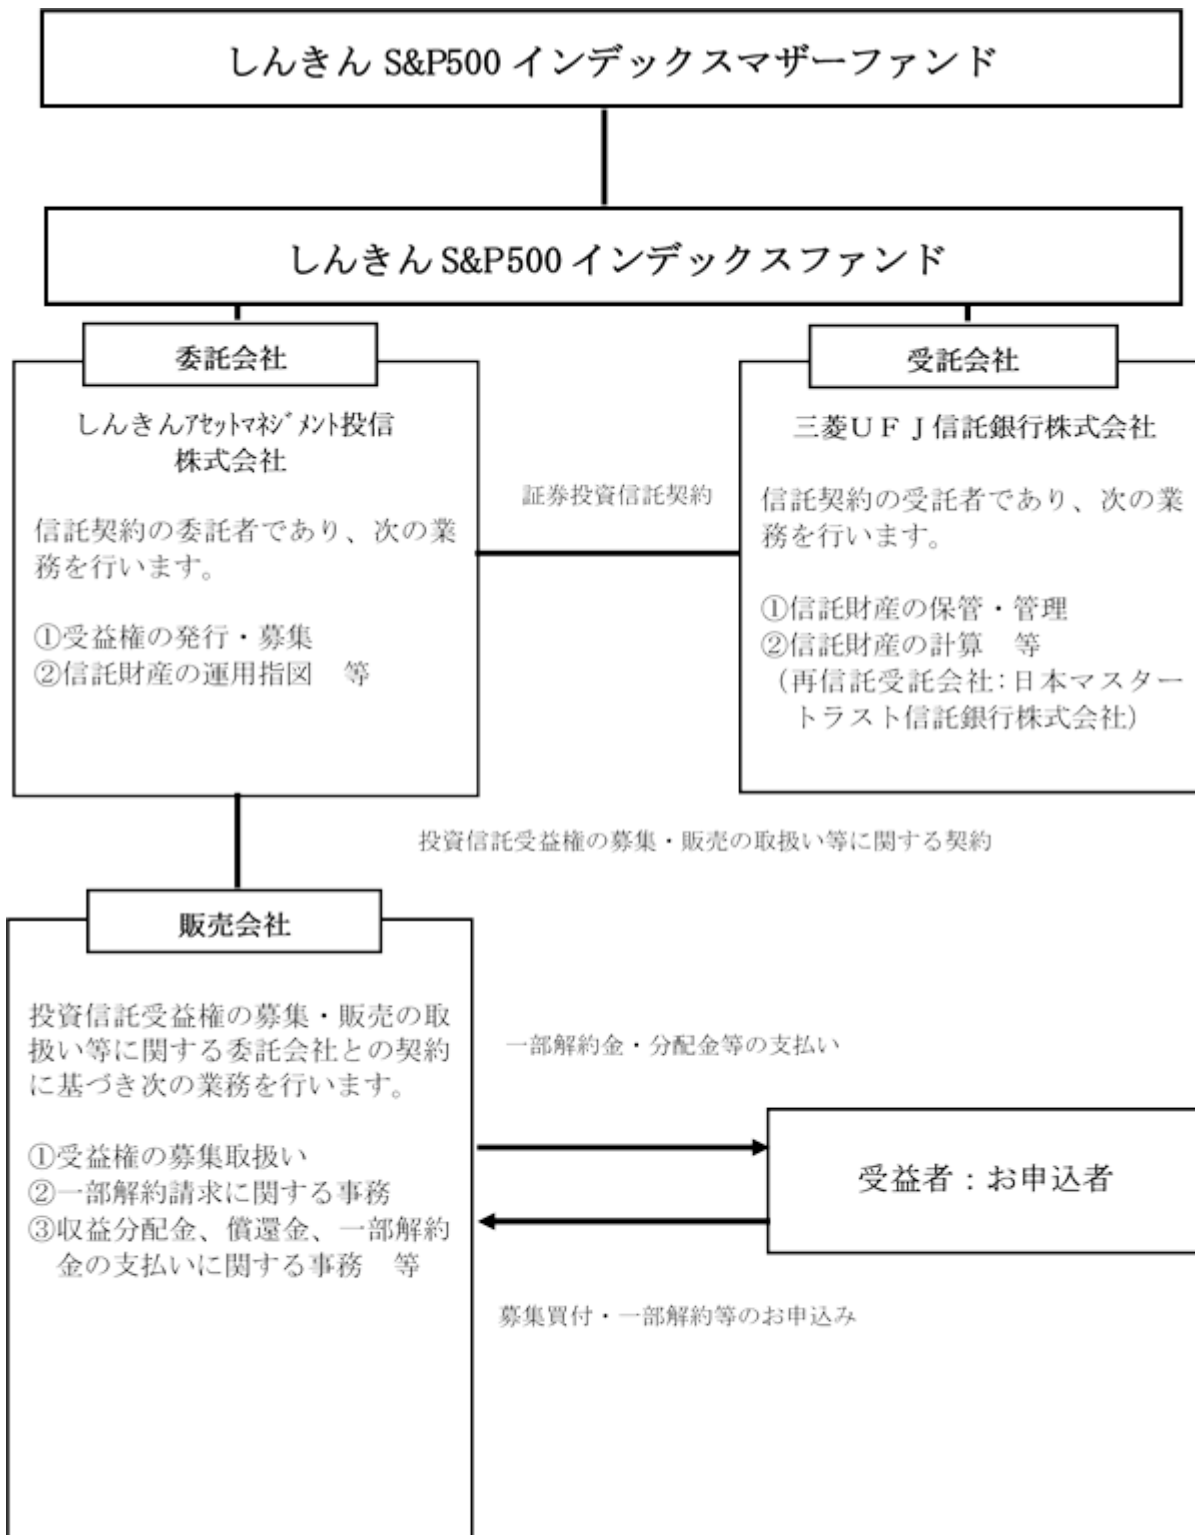 しんきん S&P500 インデックスマザーファンド
しんきん S&P500 インデックスファンド
委託会社
しんきんｱｾｯﾄﾏﾈｼﾞﾒﾝﾄ投信
株式会社
信託契約の委託者であり、次の業
務を行います。
①受益権の発行・募集
②信託財産の運用指図　等
証券投資信託契約
受託会社
三菱ＵＦＪ信託銀行株式会社
信託契約の受託者であり、次の業
務を行います。
①信託財産の保管・管理
②信託財産の計算　等
（再信託受託会社：日本マスター
トラスト信託銀行株式会社）
投資信託受益権の募集・販売の取扱い等に関する契約
販売会社
投資信託受益権の募集・販売の取
扱い等に関する委託会社との契約
に基づき次の業務を行います。
①受益権の募集取扱い
②一部解約請求に関する事務
③収益分配金、償還金、一部解約
金の支払いに関する事務　等
一部解約金・分配金等の支払い
受益者：お申込者
募集買付・一部解約等のお申込み